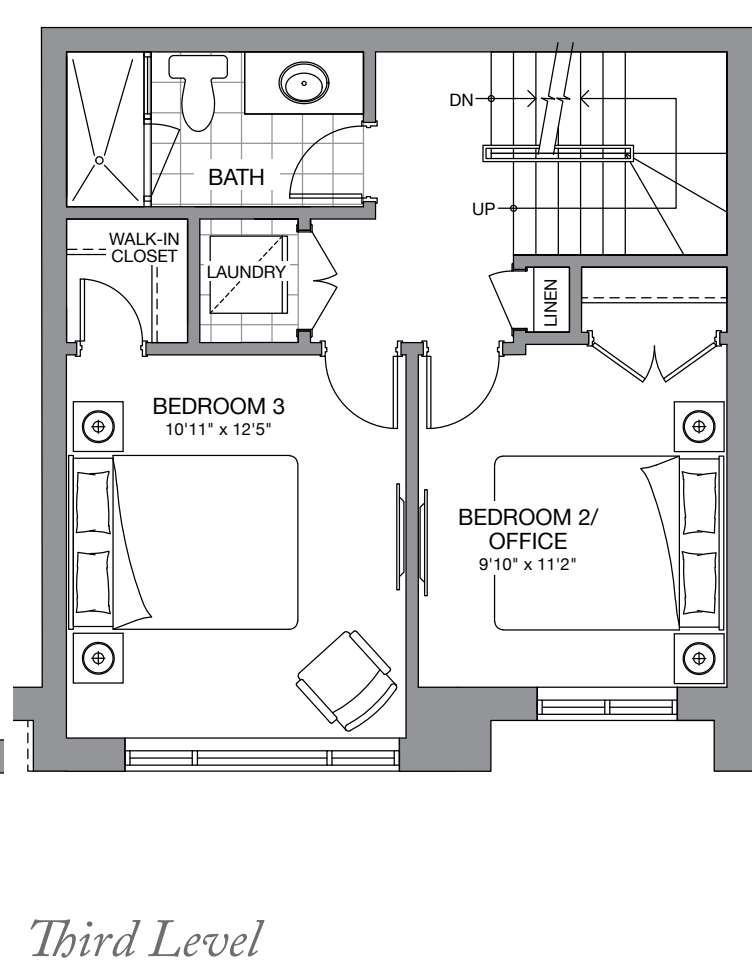 DN
BATH
UP
WALK-IN
CLOSET
LAUNDRY
LINEN
BEDROOM 3
10'11" x 12'5"
BEDROOM 2/
OFFICE
9'10" x 11'2"
Third Level